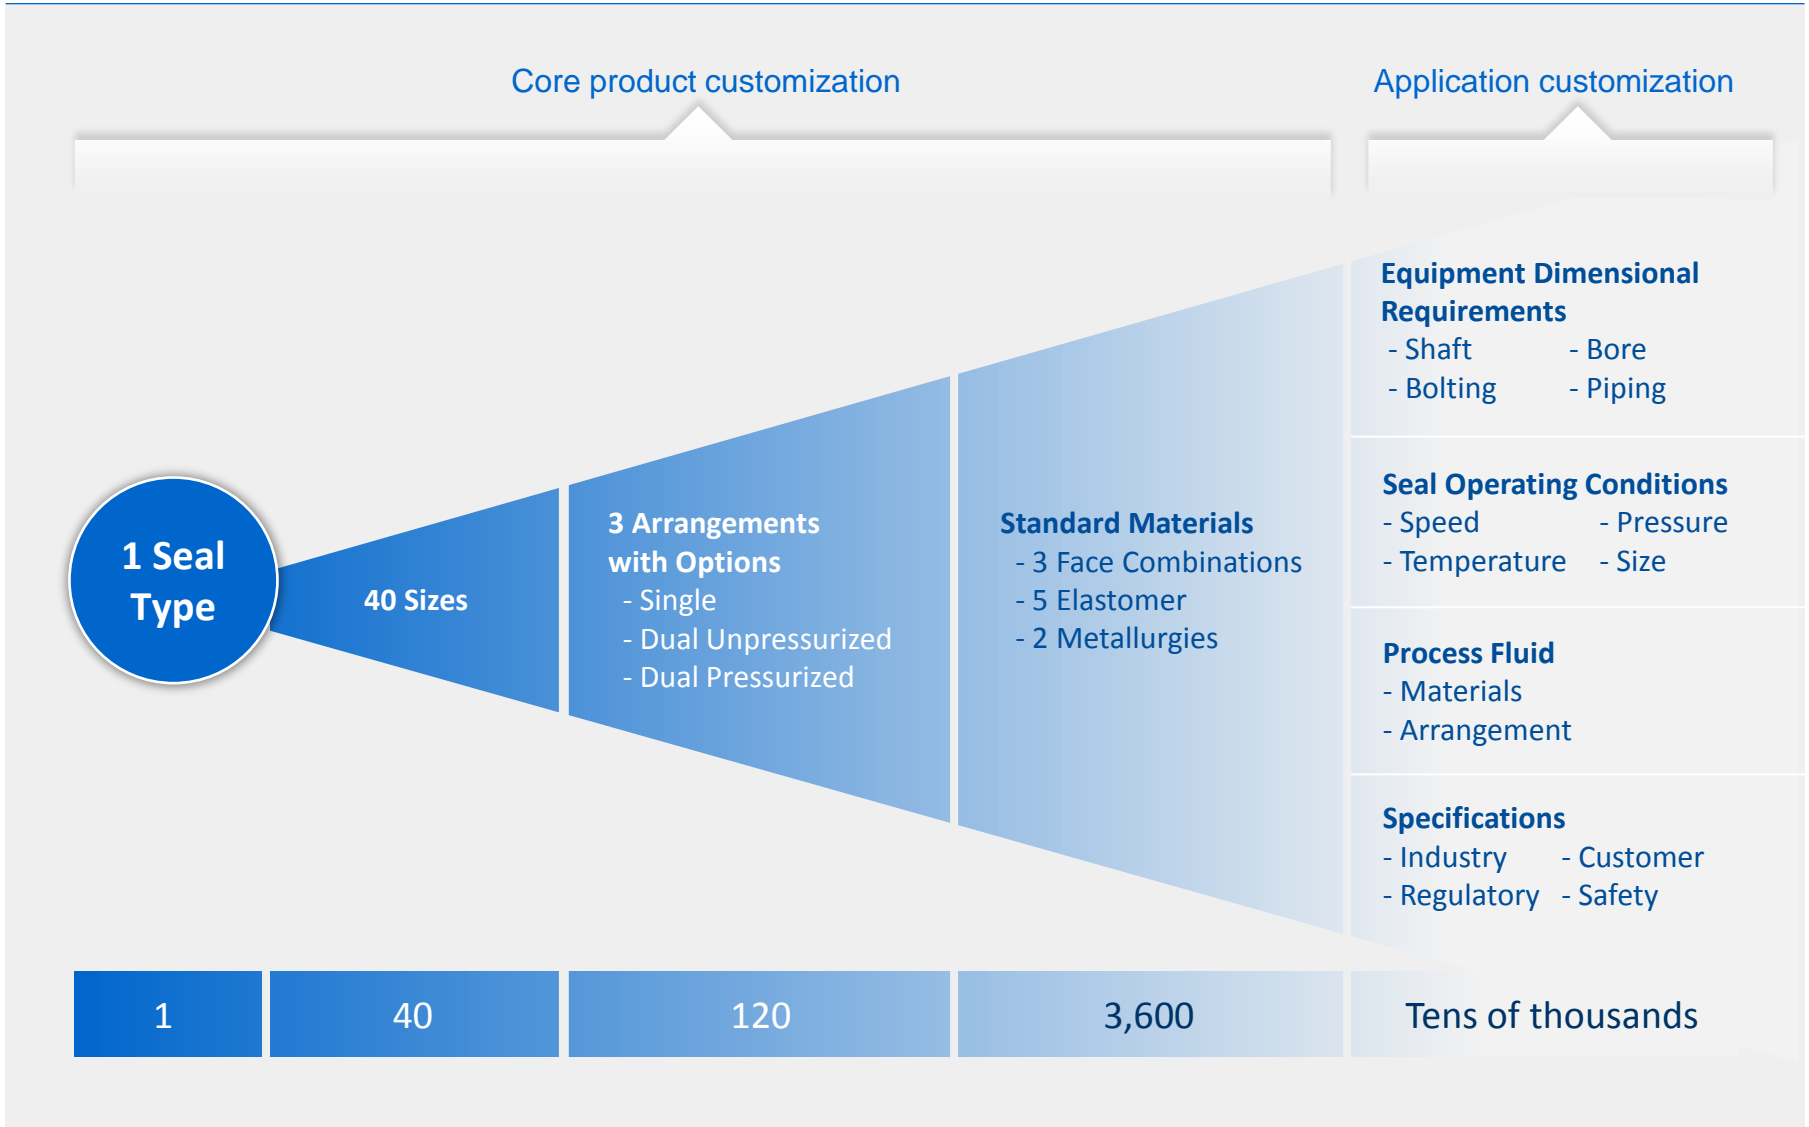 Core product customization
Application customization
1 Seal
Type
40 Sizes
3 Arrangements
with Options
- Single
- Dual Unpressurized
- Dual Pressurized
Standard Materials
- 3 Face Combinations
- 5 Elastomer
- 2 Metallurgies
Equipment Dimensional
Requirements
- Shaft - Bore
- Bolting - Piping
Seal Operating Conditions
- Speed - Pressure
- Temperature - Size
Process Fluid
- Materials
- Arrangement
Specifications
- Industry - Customer
- Regulatory - Safety
1 40 120 3,600 Tens of thousands